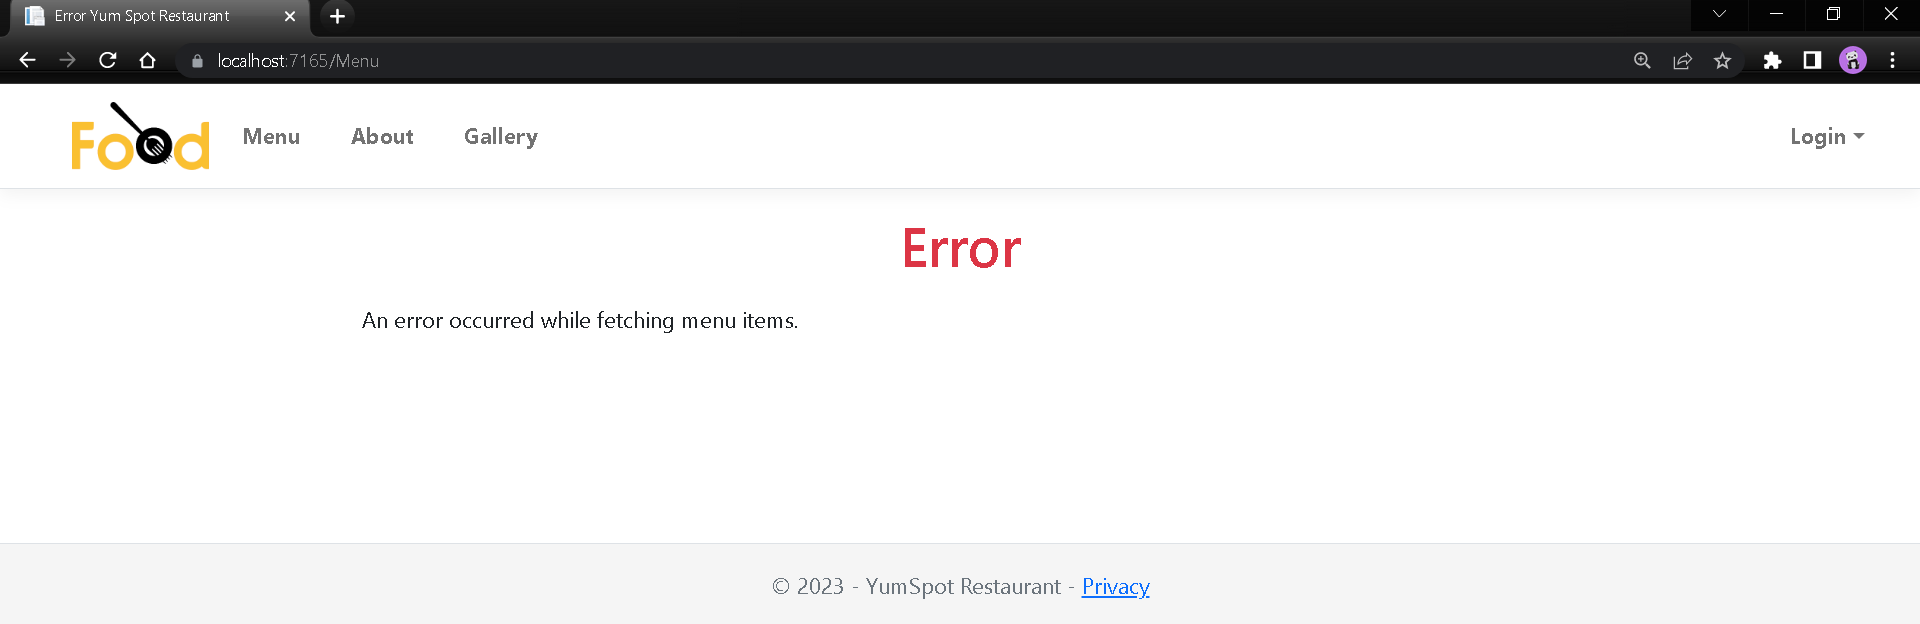 Error Yum Spot Restaurant
localhost:7165/Menu
Food
Menu
About
Gallery
Login
Error
An error occurred while fetching menu items.
© 2023 - YumSpot Restaurant - Privacy